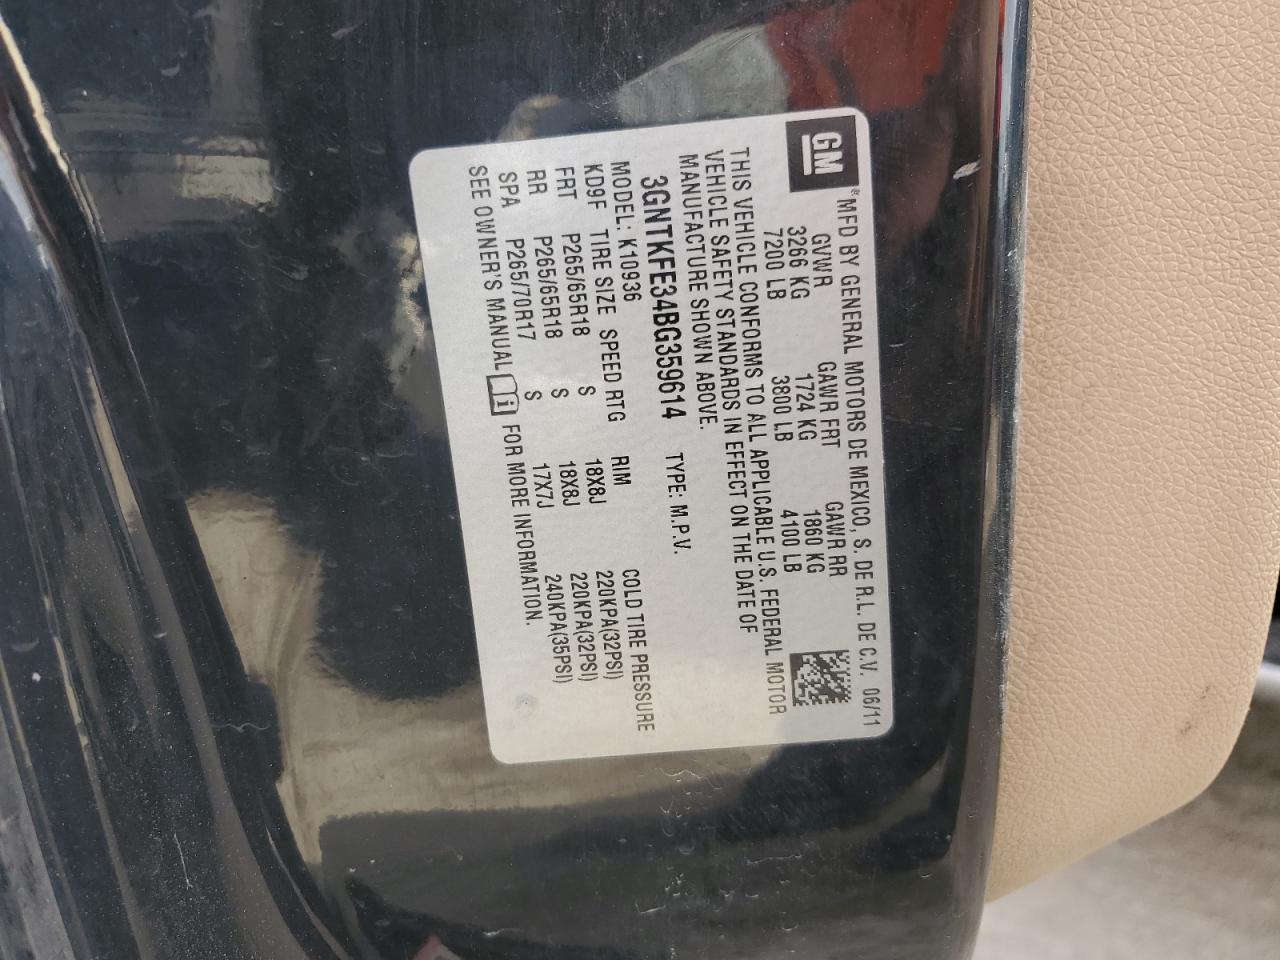 GM
*MFD BY GENERAL MOTORS DE MEXICO, S. DE R.L. DE C.V. 06/11
GVWR GAWR FRT GAWR RR
3266 KG 1724 KG 1860 KG
7200 LB 3800 LB 4100 LB
THIS VEHICLE CONFORMS TO ALL APPLICABLE U.S. FEDERAL MOTOR
VEHICLE SAFETY STANDARDS IN EFFECT ON THE DATE OF
MANUFACTURE SHOWN ABOVE.
3GNTKFE34BG359614 TYPE: M.P.V.
MODEL: K10936
KD9F TIRE SIZE SPEED RTG RIM COLD TIRE PRESSURE
FRT P265/65R18 S 18X8J 220KPA(32PSI)
RR P265/65R18 S 18X8J 220KPA(32PSI)
SPA P265/70R17 S 17X7J 240KPA(35PSI)
SEE OWNER'S MANUAL i FOR MORE INFORMATION.